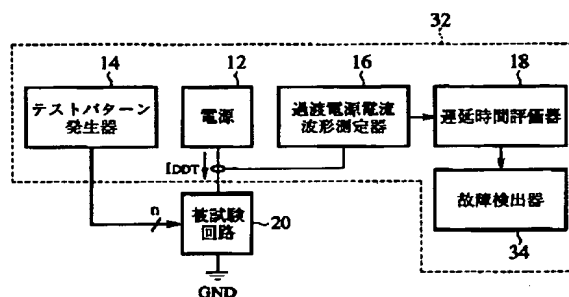 32
14
12
16
18
テストパターン
発生器
電源
過渡電源電流
波形測定器
遅延時間評価器
IDDT
故障検出器
n
被試験
回路
20
34
GND